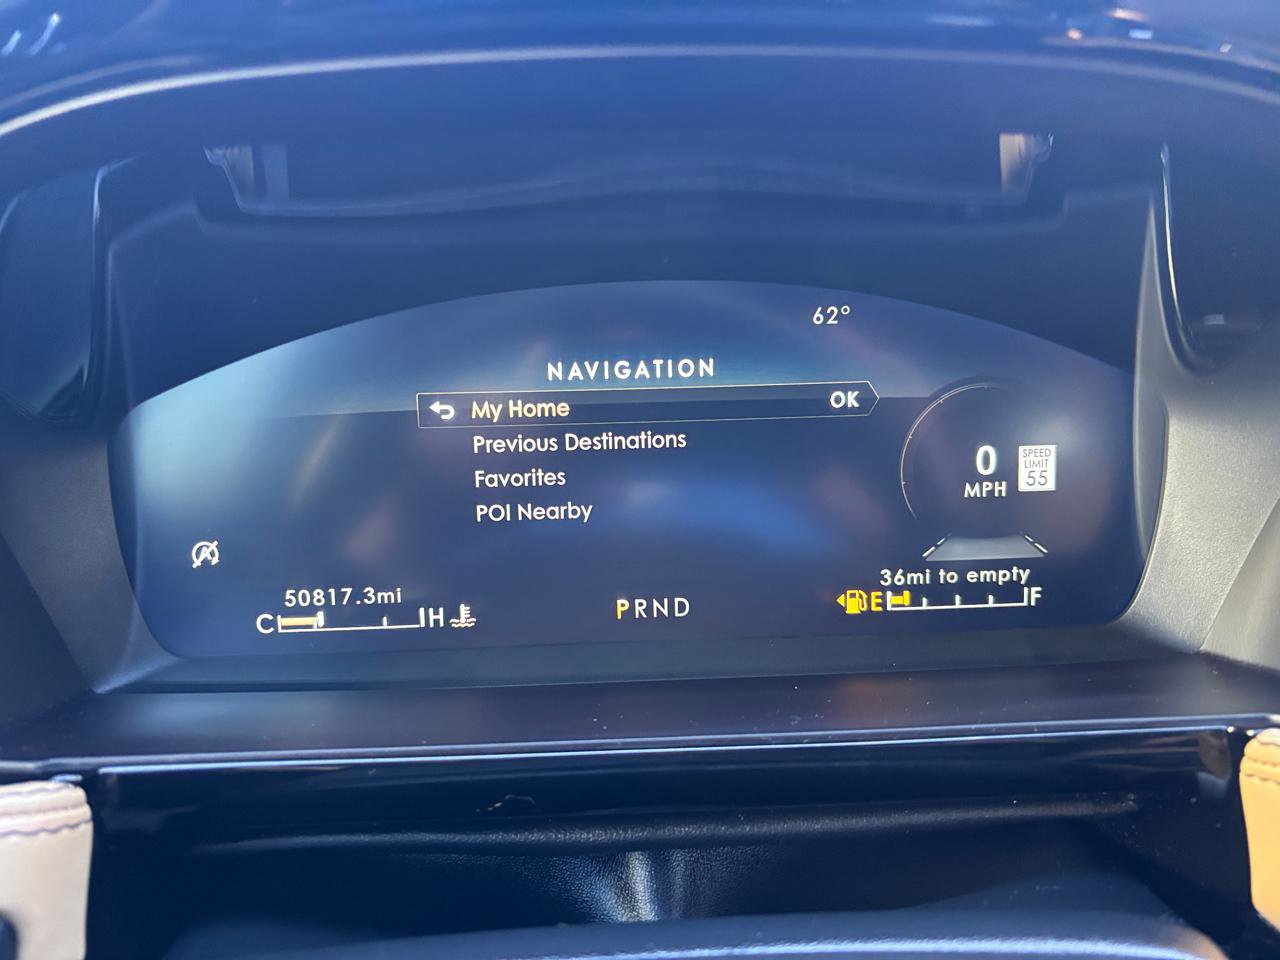 62°
NAVIGATION
My Home OK
Previous Destinations
Favorites
POI Nearby
0
MPH
SPEED
LIMIT
55
A
50817.3mi
C H
PRND
36mi to empty
E F